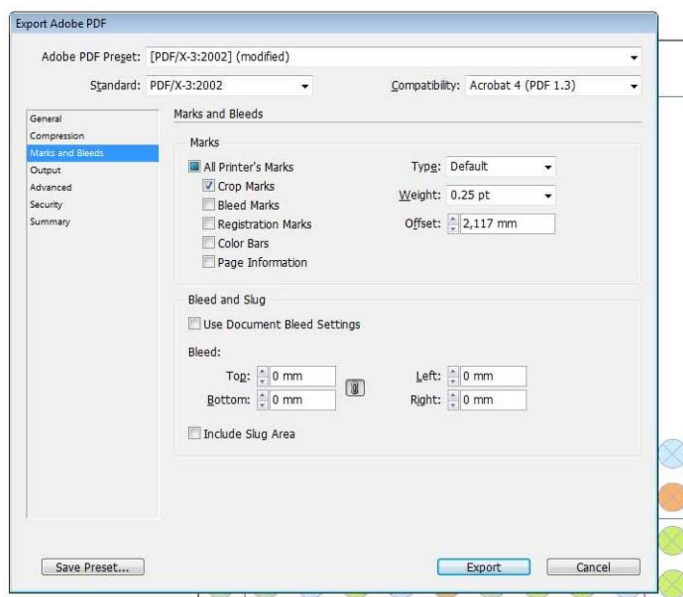 Export Adobe PDF
Adobe PDF Preset: [PDF/X-3:2002] (modified)
Standard: PDF/X-3:2002 Compatibility: Acrobat 4 (PDF 1.3)
General
Compression
Marks and Bleeds
Output
Advanced
Security
Summary
Marks and Bleeds
Marks
All Printer's Marks
Crop Marks
Bleed Marks
Registration Marks
Color Bars
Page Information
Type: Default
Weight: 0.25 pt
Offset: 2,117 mm
Bleed and Slug
Use Document Bleed Settings
Bleed:
Top: 0 mm Left: 0 mm
Bottom: 0 mm Right: 0 mm
Include Slug Area
Save Preset... Export Cancel